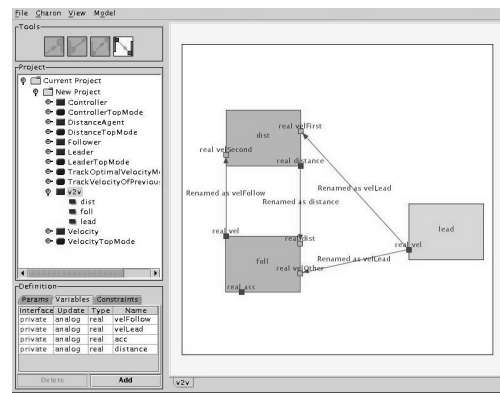 File Charon View Model
Tools
Project
Current Project
New Project
Controller
ControllerTopMode
DistanceAgent
DistanceTopMode
Follower
Leader
LeaderTopMode
TrackOptimalVelocityM
TrackVelocityOfPreviou
v2v
dist
foll
lead
Velocity
VelocityTopMode
Definition
Params Variables Constraints
Interface Update Type Name
private analog real velFollow
private analog real velLead
private analog real acc
private analog real distance
Delete Add
real velFirst
dist
real velSecond
real distance
Renamed as velLead
Renamed as velFollow
Renamed as distance
real vel
real dist
real vel
lead
foll
Renamed as velLead
real velOther
real acc
v2v